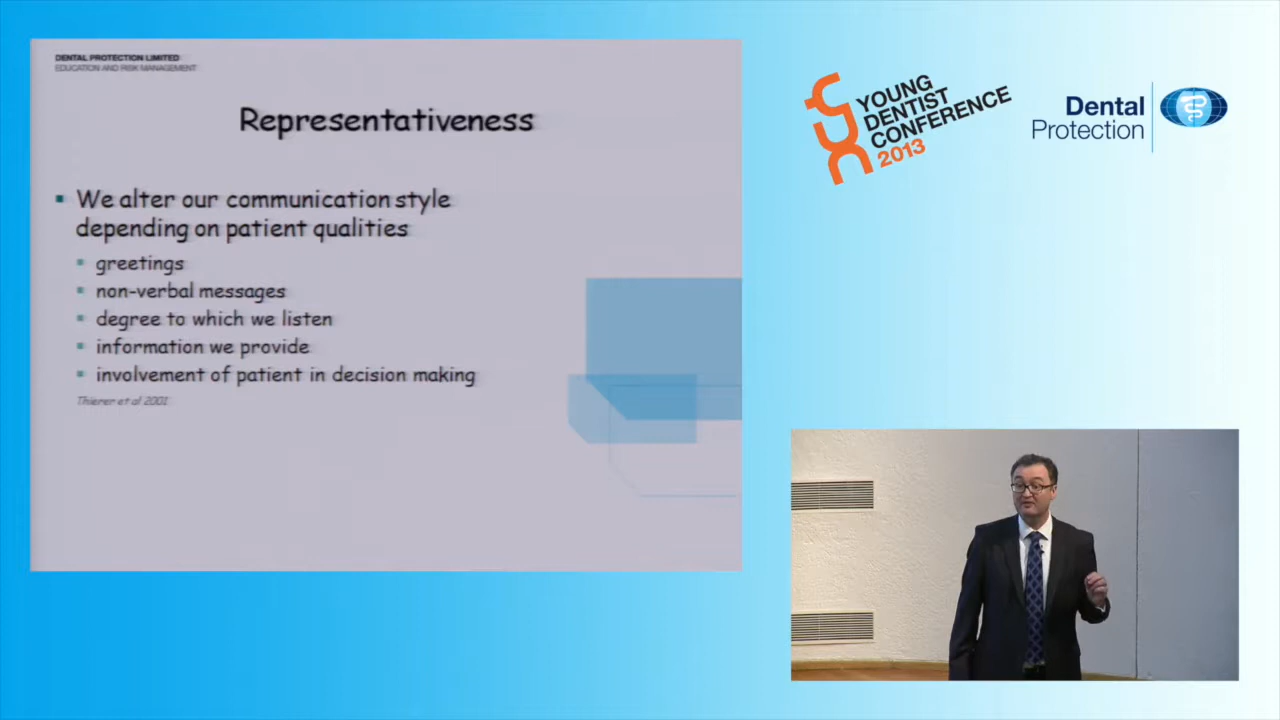 DENTAL PROTECTION LIMITED
EDUCATION AND RISK MANAGEMENT
Representativeness
We alter our communication style
depending on patient qualities
greetings
non-verbal messages
degree to which we listen
information we provide
involvement of patient in decision making
Thierer et al 2001
YOUNG
DENTIST
CONFERENCE
2013
Dental
Protection